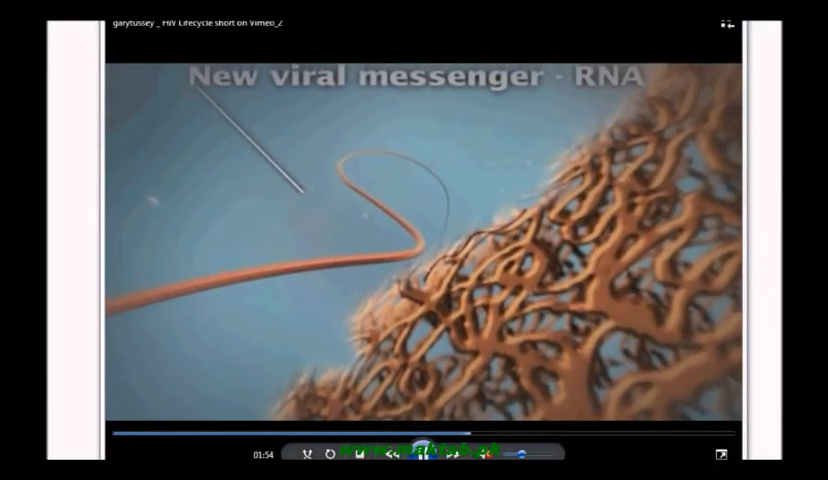 garytussey _ HIV Lifecycle short on Vimeo_2
New viral messenger - RNA
01:54